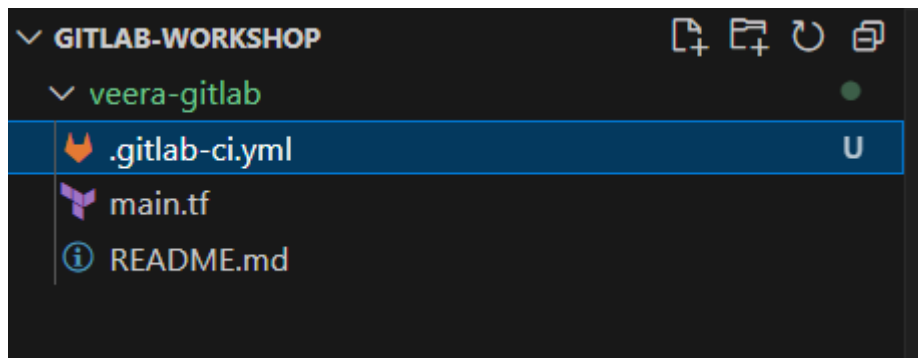 GITLAB-WORKSHOP
veera-gitlab
.gitlab-ci.yml U
main.tf
README.md